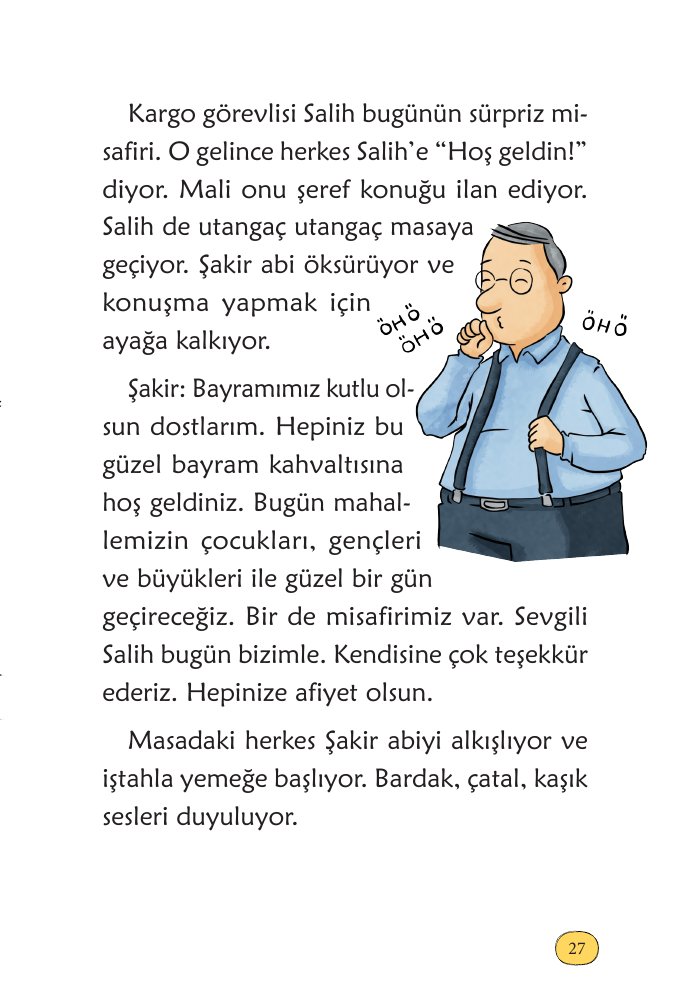 Kargo görevlisi Salih bugünün sürpriz mi-
safiri. O gelince herkes Salih’e “Hoş geldin!”
diyor. Mali onu şeref konuğu ilan ediyor.
Salih de utangaç utangaç masaya
geçiyor. Şakir abi öksürüyor ve
konuşma yapmak için
ayağa kalkıyor.
ÖHÖ
ÖHÖ
ÖHÖ
Şakir: Bayramımız kutlu ol-
sun dostlarım. Hepiniz bu
güzel bayram kahvaltısına
hoş geldiniz. Bugün mahal-
lemizin çocukları, gençleri
ve büyükleri ile güzel bir gün
geçireceğiz. Bir de misafirimiz var. Sevgili
Salih bugün bizimle. Kendisine çok teşekkür
ederiz. Hepinize afiyet olsun.
Masadaki herkes Şakir abiyi alkışlıyor ve
iştahla yemeğe başlıyor. Bardak, çatal, kaşık
sesleri duyuluyor.
27